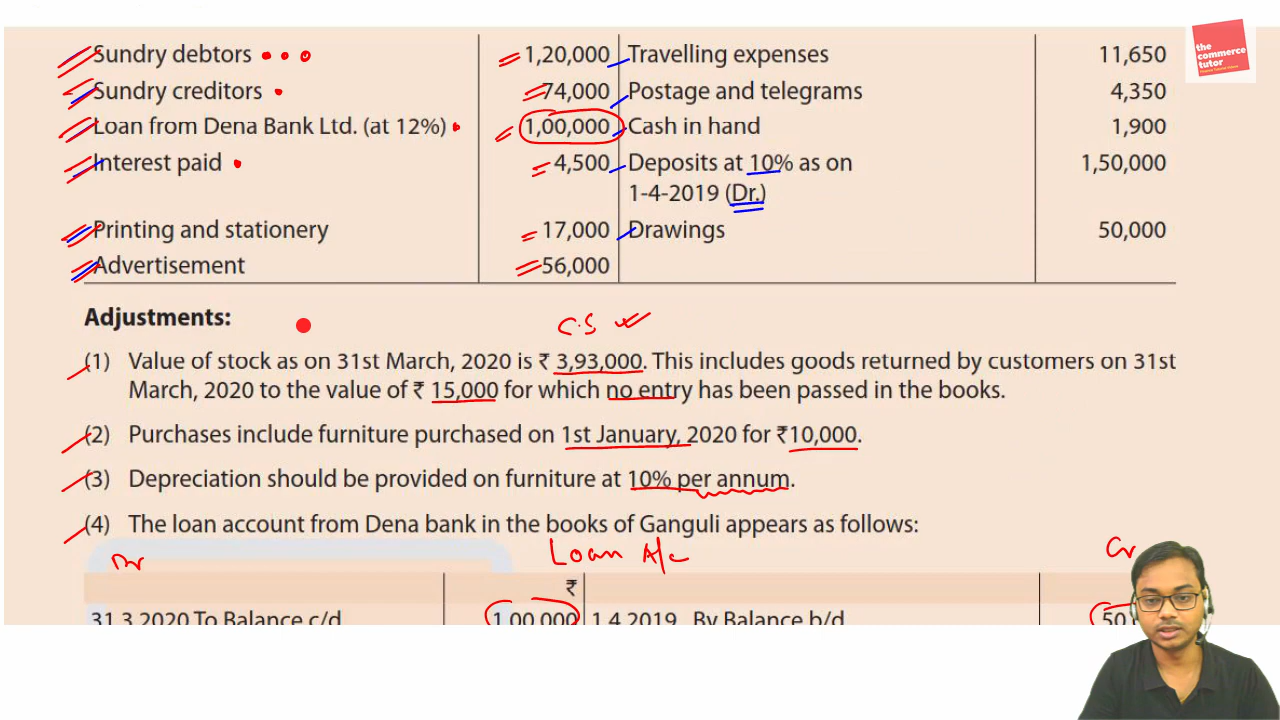 the
commerce
tutor
Sundry debtors 1,20,000 Travelling expenses 11,650
Sundry creditors 74,000 Postage and telegrams 4,350
Loan from Dena Bank Ltd. (at 12%) 1,00,000 Cash in hand 1,900
Interest paid 4,500 Deposits at 10% as on 1,50,000
1-4-2019 (Dr.)
Printing and stationery 17,000 Drawings 50,000
Advertisement 56,000
Adjustments:
C.S
(1) Value of stock as on 31st March, 2020 is ₹ 3,93,000. This includes goods returned by customers on 31st
March, 2020 to the value of ₹ 15,000 for which no entry has been passed in the books.
(2) Purchases include furniture purchased on 1st January, 2020 for ₹10,000.
(3) Depreciation should be provided on furniture at 10% per annum.
(4) The loan account from Dena bank in the books of Ganguli appears as follows:
Dr Loan A/c Cr
₹
31.3.2020 To Balance c/d 1,00,000 1.4.2019 By Balance b/d